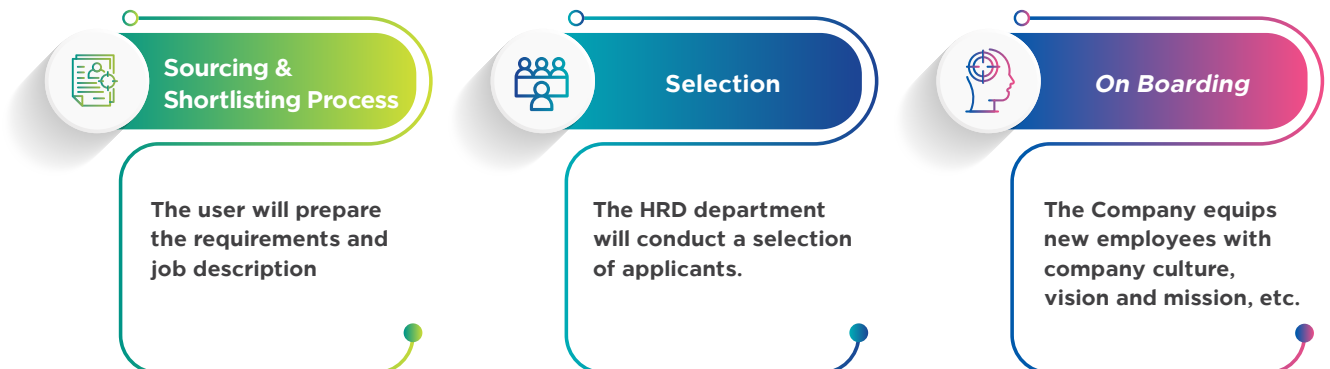 Sourcing &
Shortlisting Process
The user will prepare
the requirements and
job description
Selection
The HRD department
will conduct a selection
of applicants.
On Boarding
The Company equips
new employees with
company culture,
vision and mission, etc.